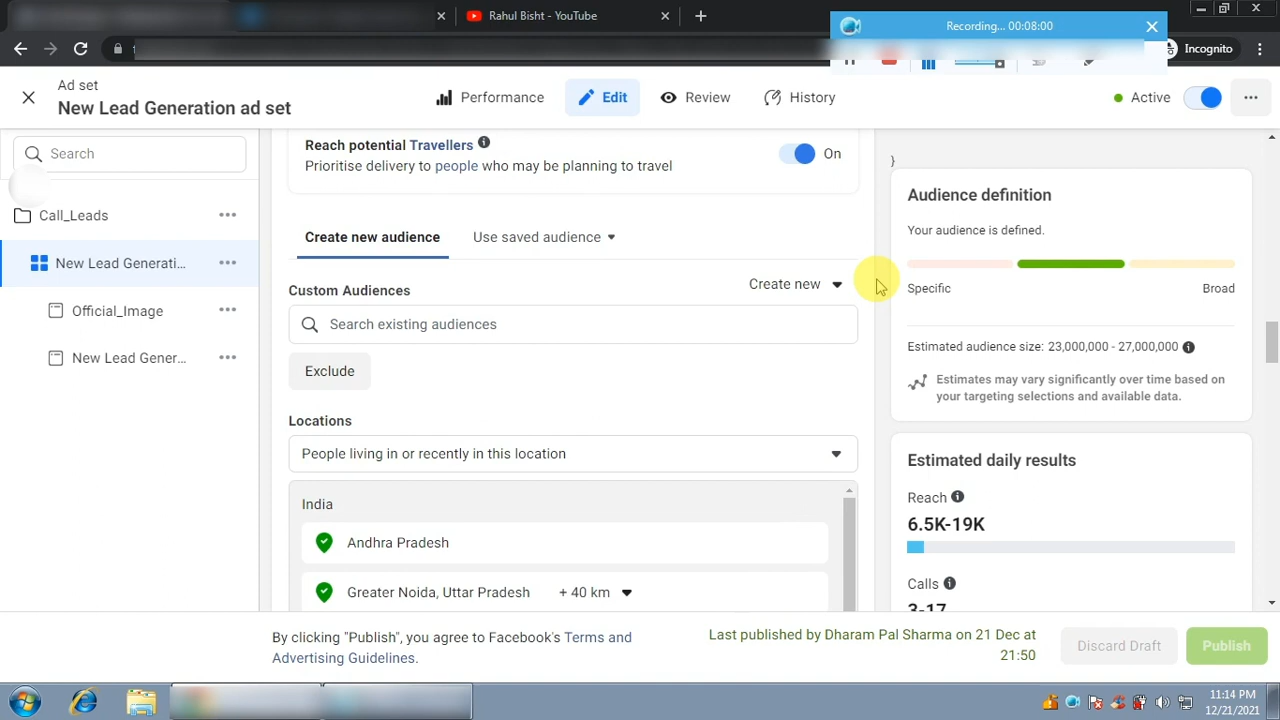 Rahul Bisht - YouTube
Recording... 00:08:00
Incognito
Ad set
New Lead Generation ad set
Performance
Edit
Review
History
Active
Search
Call_Leads
New Lead Generati...
Official_Image
New Lead Gener...
Reach potential Travellers
Prioritise delivery to people who may be planning to travel
On
Create new audience
Use saved audience
Custom Audiences
Create new
Search existing audiences
Exclude
Locations
People living in or recently in this location
India
Andhra Pradesh
Greater Noida, Uttar Pradesh + 40 km
}
Audience definition
Your audience is defined.
Specific
Broad
Estimated audience size: 23,000,000 - 27,000,000
Estimates may vary significantly over time based on
your targeting selections and available data.
Estimated daily results
Reach
6.5K-19K
Calls
3-17
By clicking "Publish", you agree to Facebook's Terms and
Advertising Guidelines.
Last published by Dharam Pal Sharma on 21 Dec at
21:50
Discard Draft
Publish
11:14 PM
12/21/2021